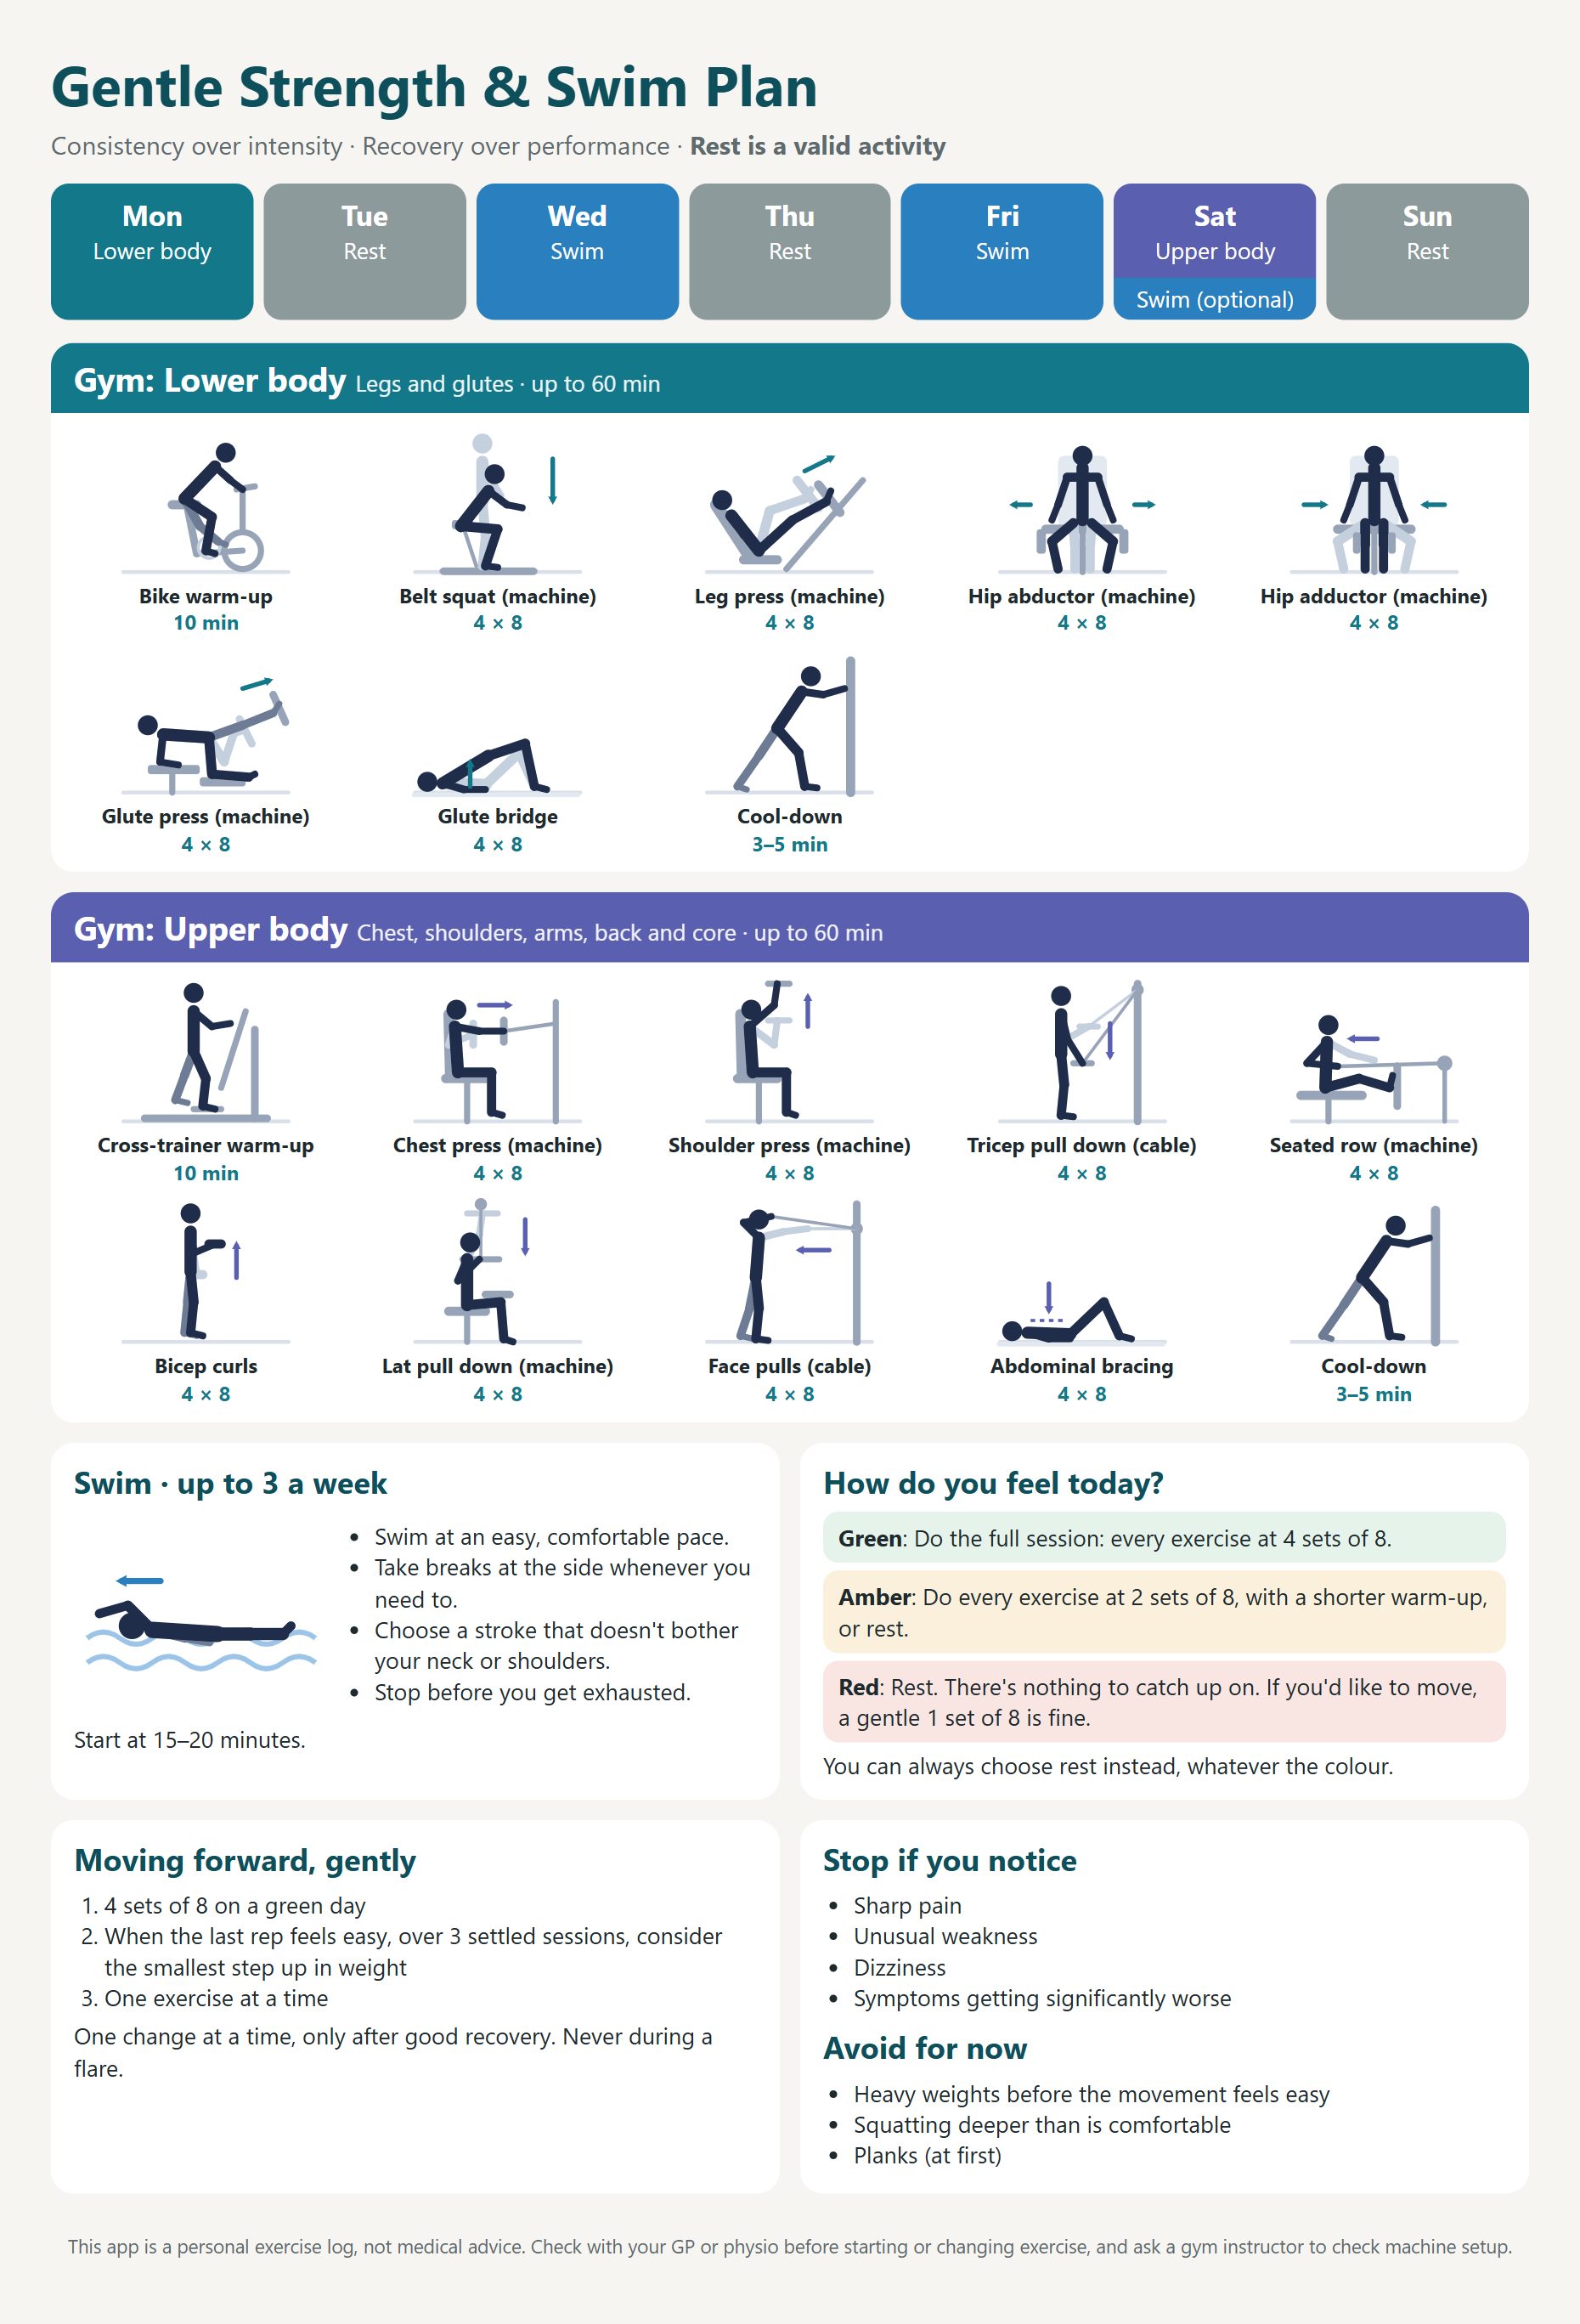 Gentle Strength & Swim Plan
Consistency over intensity · Recovery over performance · Rest is a valid activity
Mon
Lower body
Tue
Rest
Wed
Swim
Thu
Rest
Fri
Swim
Sat
Upper body
Swim (optional)
Sun
Rest
Gym: Lower body Legs and glutes · up to 60 min
Bike warm-up
10 min
Belt squat (machine)
4 × 8
Leg press (machine)
4 × 8
Hip abductor (machine)
4 × 8
Hip adductor (machine)
4 × 8
Glute press (machine)
4 × 8
Glute bridge
4 × 8
Cool-down
3–5 min
Gym: Upper body Chest, shoulders, arms, back and core · up to 60 min
Cross-trainer warm-up
10 min
Chest press (machine)
4 × 8
Shoulder press (machine)
4 × 8
Tricep pull down (cable)
4 × 8
Seated row (machine)
4 × 8
Bicep curls
4 × 8
Lat pull down (machine)
4 × 8
Face pulls (cable)
4 × 8
Abdominal bracing
4 × 8
Cool-down
3–5 min
Swim · up to 3 a week
• Swim at an easy, comfortable pace.
• Take breaks at the side whenever you
need to.
• Choose a stroke that doesn't bother
your neck or shoulders.
• Stop before you get exhausted.
Start at 15–20 minutes.
How do you feel today?
Green: Do the full session: every exercise at 4 sets of 8.
Amber: Do every exercise at 2 sets of 8, with a shorter warm-up,
or rest.
Red: Rest. There's nothing to catch up on. If you'd like to move,
a gentle 1 set of 8 is fine.
You can always choose rest instead, whatever the colour.
Moving forward, gently
1. 4 sets of 8 on a green day
2. When the last rep feels easy, over 3 settled sessions, consider
the smallest step up in weight
3. One exercise at a time
One change at a time, only after good recovery. Never during a
flare.
Stop if you notice
• Sharp pain
• Unusual weakness
• Dizziness
• Symptoms getting significantly worse
Avoid for now
• Heavy weights before the movement feels easy
• Squatting deeper than is comfortable
• Planks (at first)
This app is a personal exercise log, not medical advice. Check with your GP or physio before starting or changing exercise, and ask a gym instructor to check machine setup.